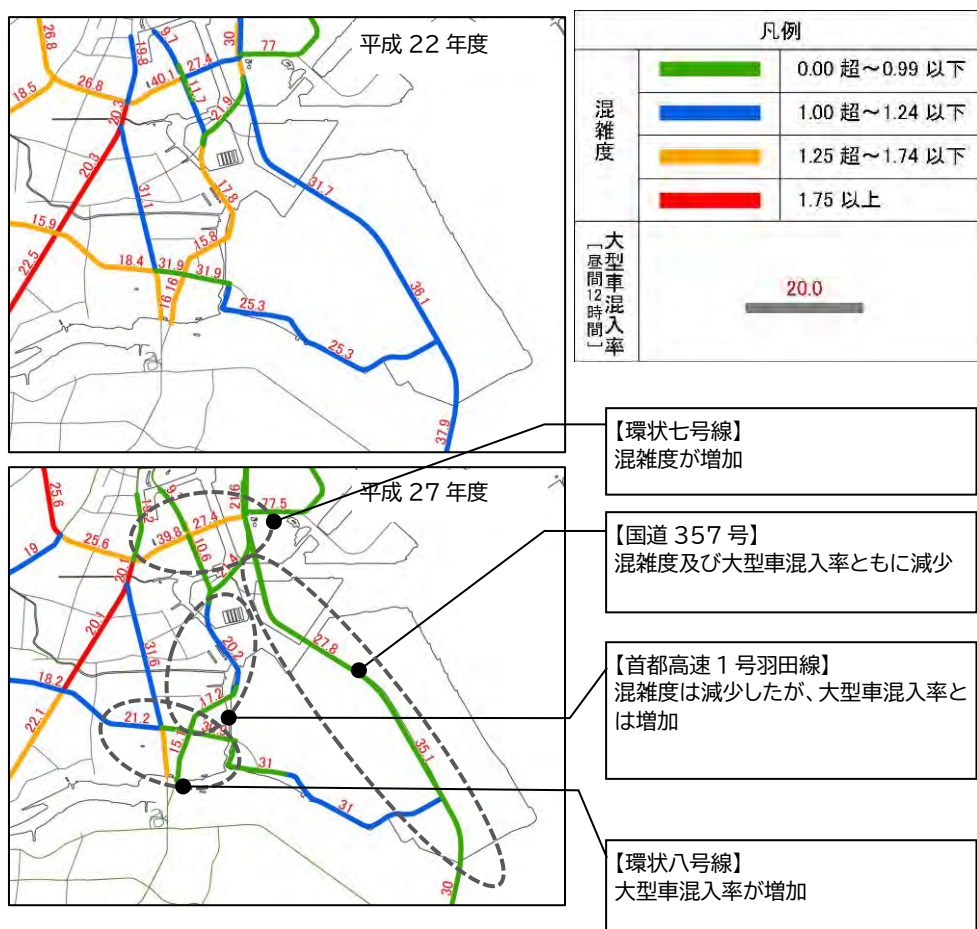 平成 22 年度
26.8
19.8
9.7
30
77
18.5
26.8
40.1
27.4
11.7
21.9
20.3
20.3
31.1
17.8
31.7
15.9
15.8
22.5
18.4
31.9
31.9
16
16
25.3
36.1
25.3
37.9
凡例
混雑度
0.00 超～0.99 以下
1.00 超～1.24 以下
1.25 超～1.74 以下
1.75 以上
大型車混入率
[昼間12時間]
20.0
平成 27 年度
25.6
19
25.6
39.8
27.4
21.6
77.5
10.6
20.1
20.1
31.6
20.2
27.8
18.2
17.2
22.1
21.2
31
35.1
31
30
【環状七号線】
混雑度が増加
【国道 357 号】
混雑度及び大型車混入率ともに減少
【首都高速 1 号羽田線】
混雑度は減少したが、大型車混入率と
は増加
【環状八号線】
大型車混入率が増加